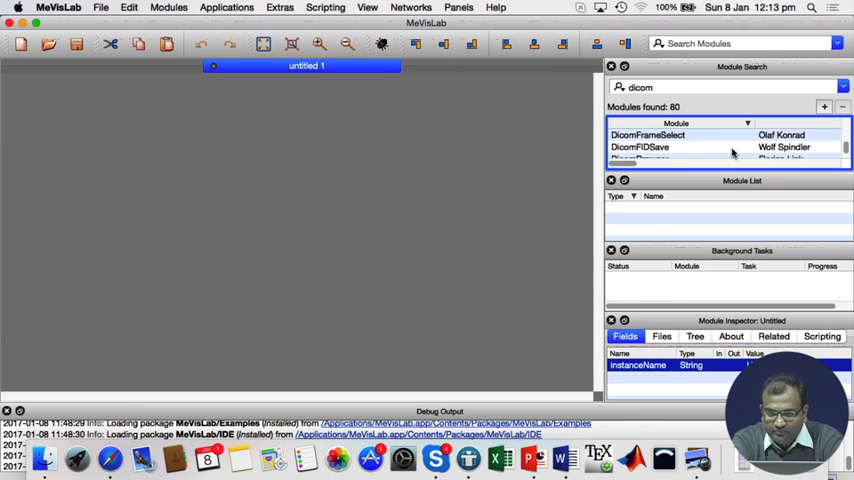 MeVisLab File Edit Modules Applications Extras Scripting View Networks Panels Help 100% Sun 8 Jan 12:13 pm
MeVisLab
Search Modules
untitled 1
Module Search
dicom
Modules found: 80
Module
DicomFrameSelect Olaf Konrad
DicomFIDSave Wolf Spindler
Module List
Type Name
Background Tasks
Status Module Task Progress
Module Inspector: Untitled
Fields Files Tree About Related Scripting
Name Type In Out Value
instanceName String
Debug Output
2017-01-08 11:48:29 Info: Loading package MeVisLab/Examples (Installed) from /Applications/MeVisLab.app/Contents/Packages/MeVisLab/Examples
2017-01-08 11:48:30 Info: Loading package MeVisLab/IDE (Installed) from /Applications/MeVisLab.app/Contents/Packages/MeVisLab/IDE
2017-
2017-